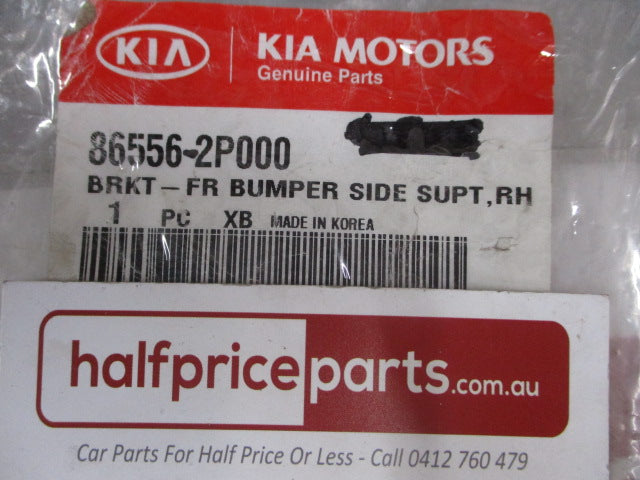 KIA
KIA MOTORS
Genuine Parts
86556-2P000
BRKT-FR BUMPER SIDE SUPT,RH
1 PC XB MADE IN KOREA
halfpriceparts.com.au
Car Parts For Half Price Or Less - Call 0412 760 479